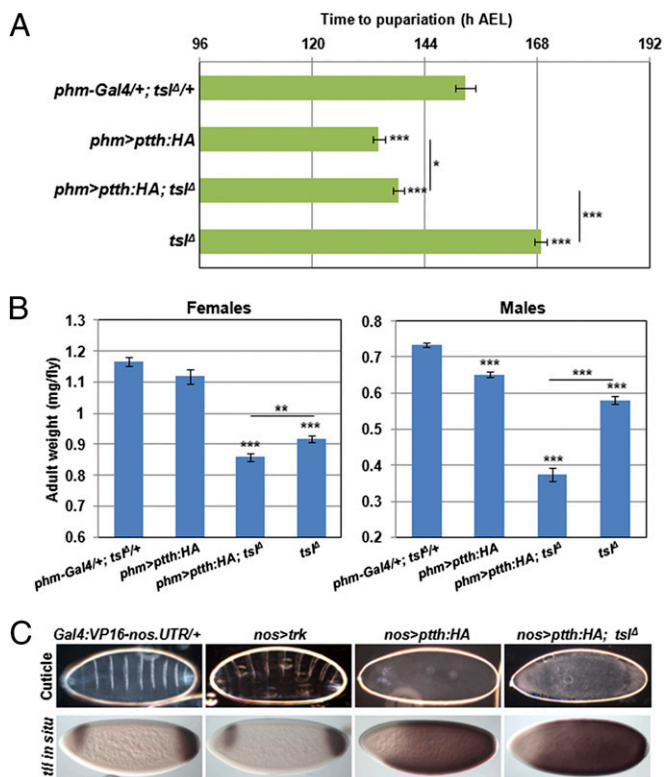 A
Time to pupariation (h AEL)
96 120 144 168 192
phm-Gal4/+; tslΔ/+
***
phm>ptth:HA
*
phm>ptth:HA; tslΔ
***
***
tslΔ
***
B
Females
Males
Adult weight (mg/fly)
1.3
1.2
1.1
1
0.9
0.8
0.7
0.6
**
***
***
phm-Gal4/+; tslΔ/+
phm>ptth:HA
phm>ptth:HA; tslΔ
tslΔ
0.8
0.7
0.6
0.5
0.4
0.3
0.2
***
***
***
***
phm-Gal4/+; tslΔ/+
phm>ptth:HA
phm>ptth:HA; tslΔ
tslΔ
C
Gal4:VP16-nos.UTR/+ nos>trk nos>ptth:HA nos>ptth:HA; tslΔ
Cuticle
tll in situ